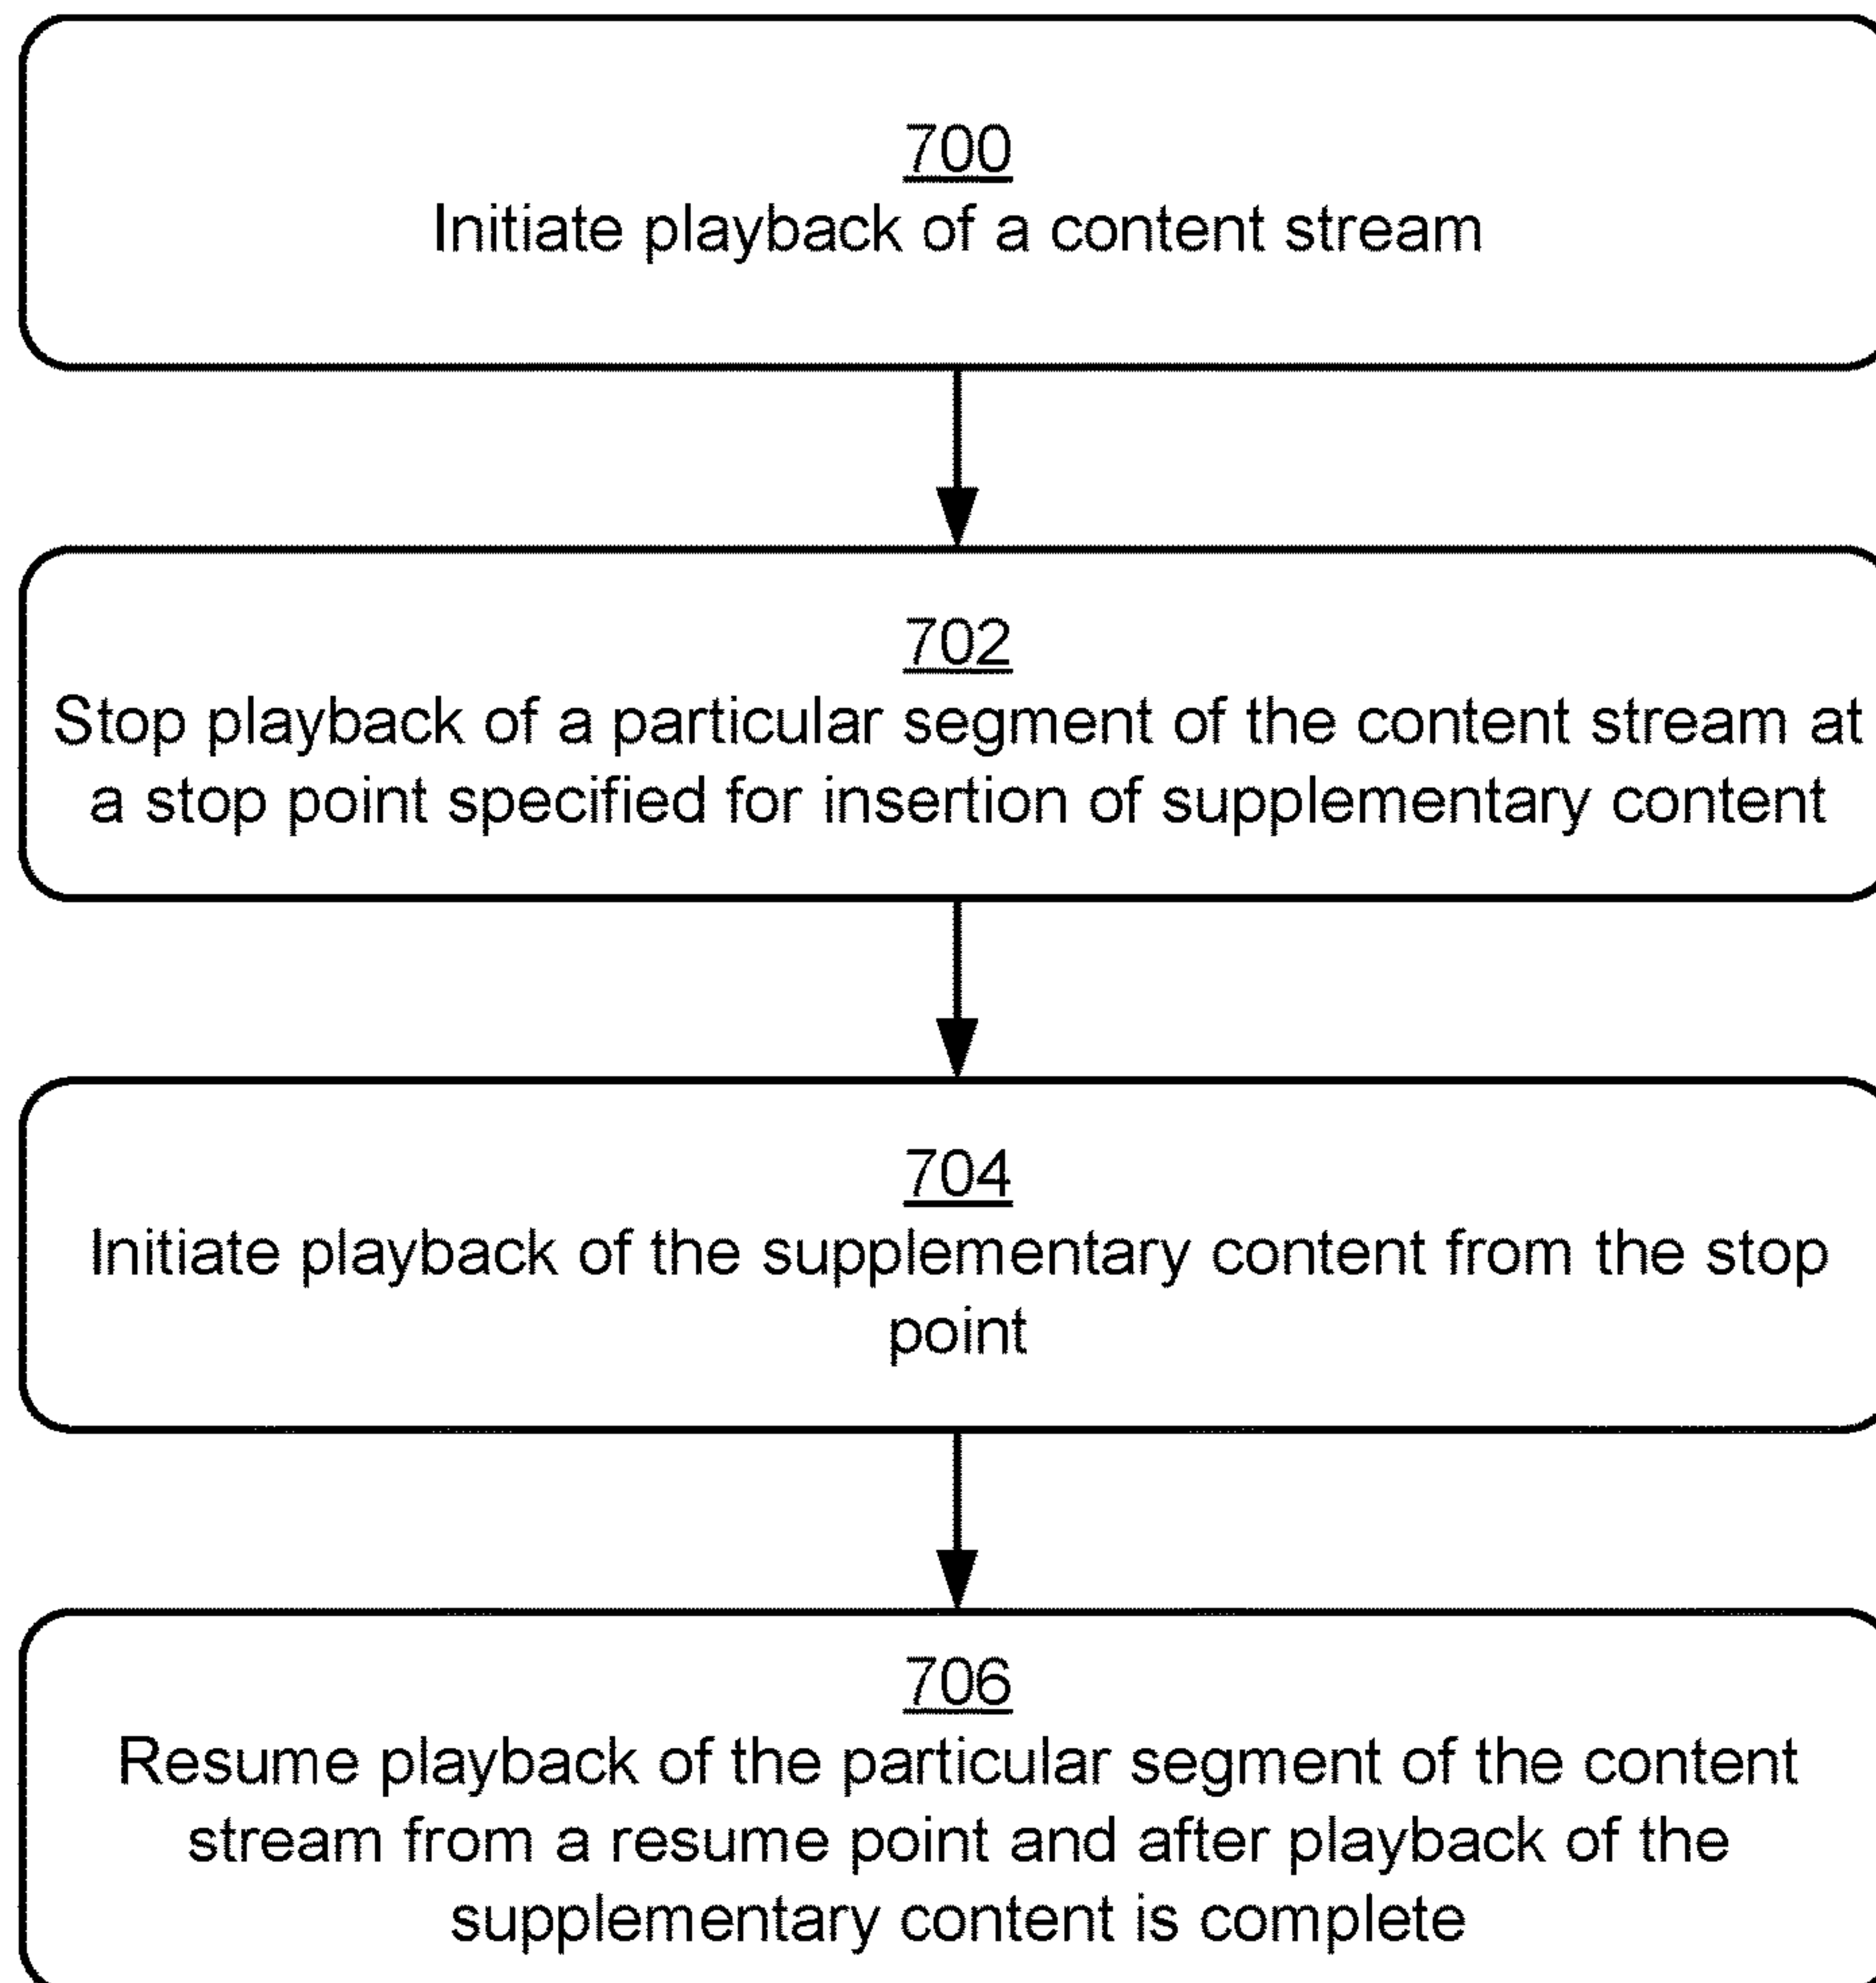 700
Initiate playback of a content stream
702
Stop playback of a particular segment of the content stream at
a stop point specified for insertion of supplementary content
704
Initiate playback of the supplementary content from the stop
point
706
Resume playback of the particular segment of the content
stream from a resume point and after playback of the
supplementary content is complete